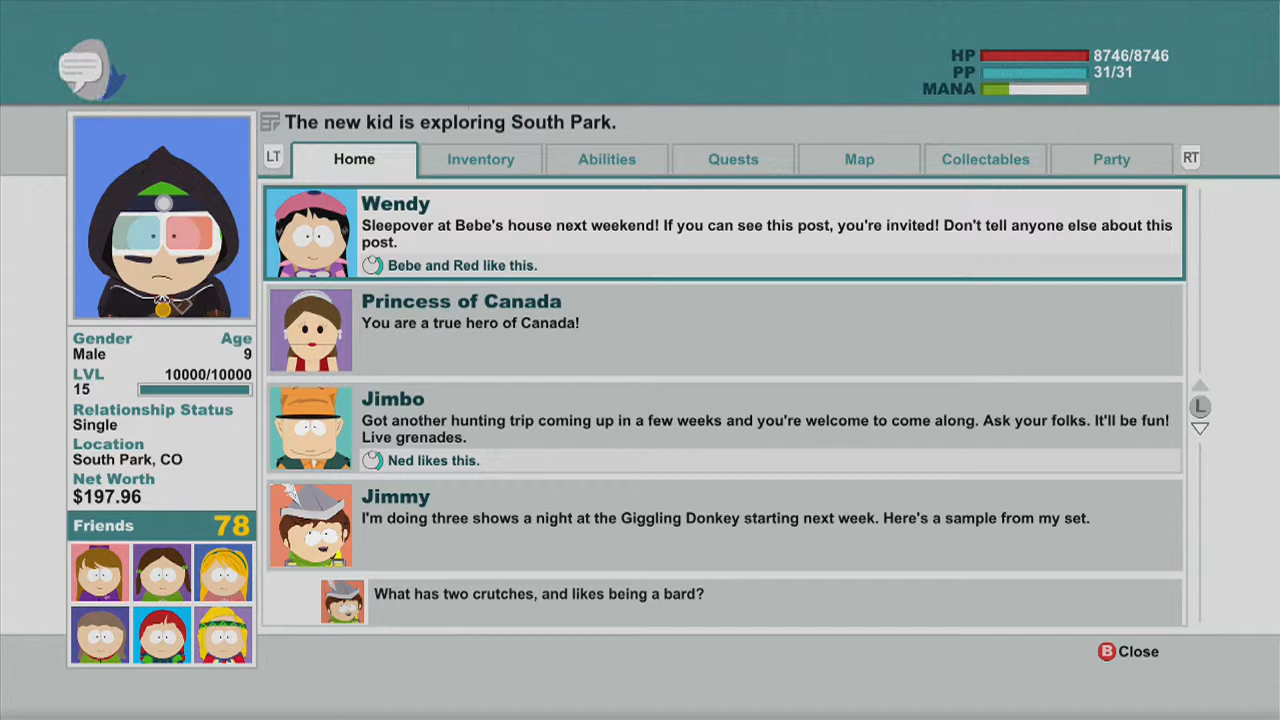 HP 8746/8746
PP 31/31
MANA
The new kid is exploring South Park.
LT Home Inventory Abilities Quests Map Collectables Party RT
Wendy
Sleepover at Bebe's house next weekend! If you can see this post, you're invited! Don't tell anyone else about this
post.
Bebe and Red like this.
Princess of Canada
You are a true hero of Canada!
Jimbo
Got another hunting trip coming up in a few weeks and you're welcome to come along. Ask your folks. It'll be fun!
Live grenades.
Ned likes this.
Jimmy
I'm doing three shows a night at the Giggling Donkey starting next week. Here's a sample from my set.
What has two crutches, and likes being a bard?
Gender Age
Male 9
LVL 10000/10000
15
Relationship Status
Single
Location
South Park, CO
Net Worth
$197.96
Friends 78
L
B Close